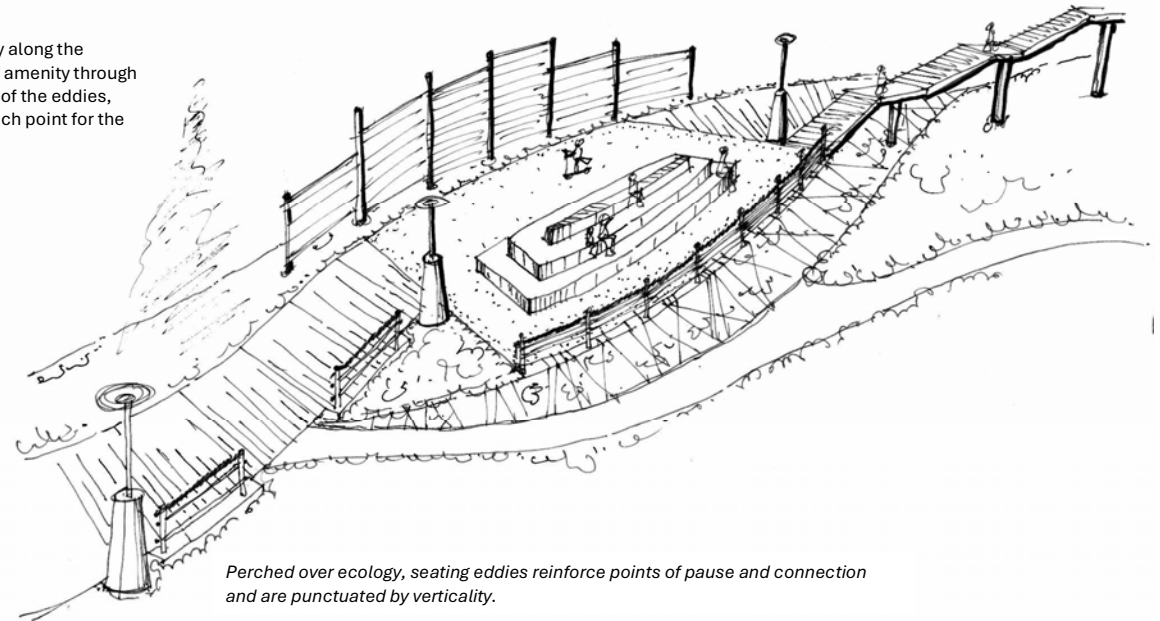 y along the
amenity through
of the eddies,
ch point for the
Perched over ecology, seating eddies reinforce points of pause and connection
and are punctuated by verticality.